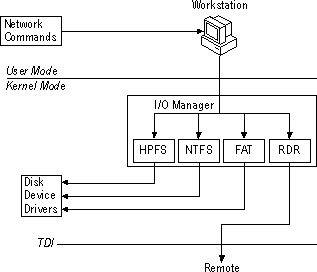 Workstation
Network
Commands
User Mode
Kernel Mode
I/O Manager
HPFS NTFS FAT RDR
Disk
Device
Drivers
TDI
Remote